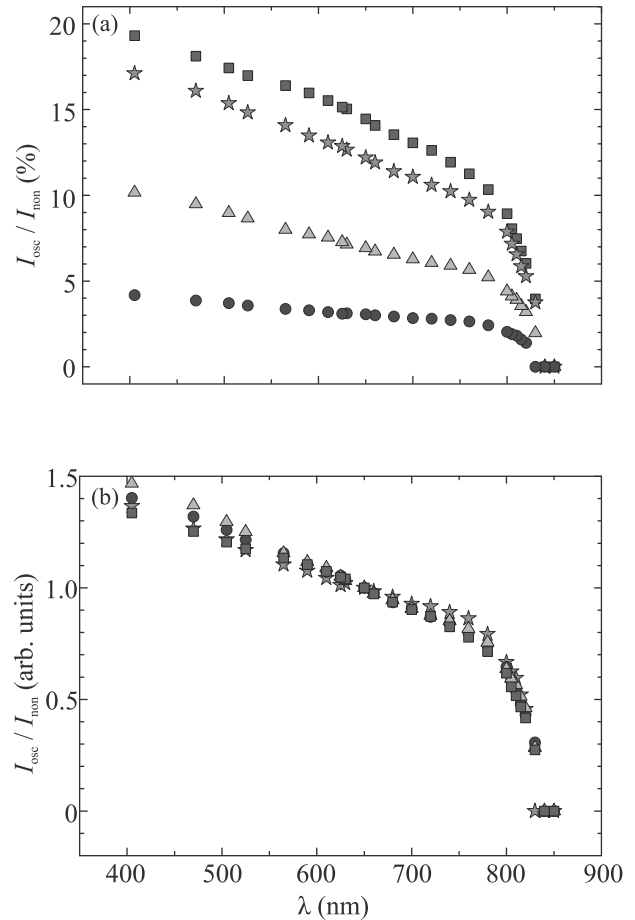 (a)
20
15
10
5
0
I_osc / I_non (%)
(b)
1.5
1.0
0.5
0
I_osc / I_non (arb. units)
400 500 600 700 800 900
λ (nm)